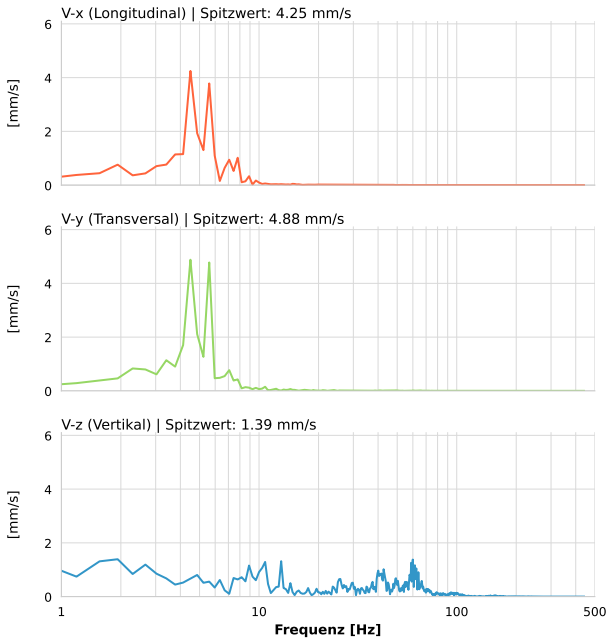 V-x (Longitudinal) | Spitzwert: 4.25 mm/s
6
4
2
0
[mm/s]
V-y (Transversal) | Spitzwert: 4.88 mm/s
6
4
2
0
[mm/s]
V-z (Vertikal) | Spitzwert: 1.39 mm/s
6
4
2
0
[mm/s]
1 10 100 500
Frequenz [Hz]